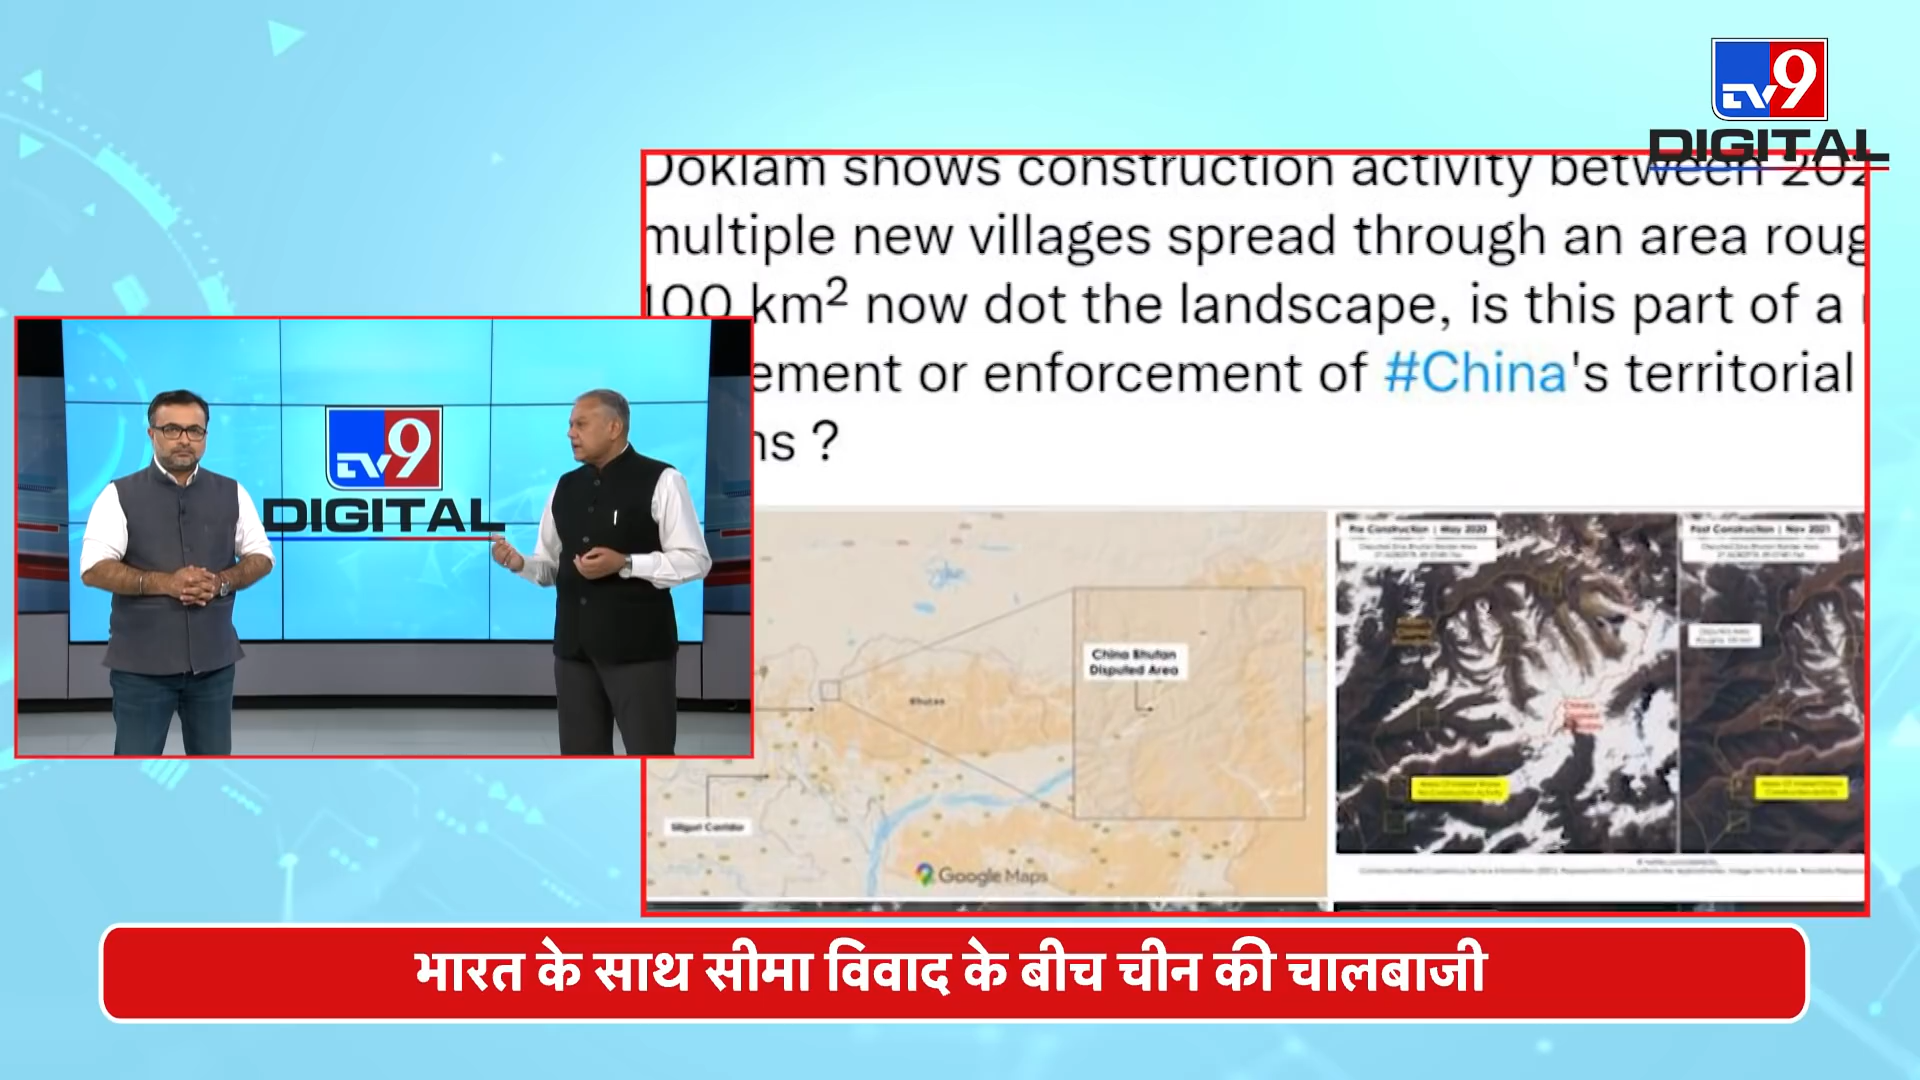 TV9
DIGITAL
Doklam shows construction activity between 202
multiple new villages spread through an area roug
100 km² now dot the landscape, is this part of a
ement or enforcement of #China's territorial
ns ?
TV9
DIGITAL
Pre Construction | May 2020
Post Construction | Nov 2021
China Bhutan
Disputed Area
Bhutan
Siliguri Corridor
Google Maps
भारत के साथ सीमा विवाद के बीच चीन की चालबाजी